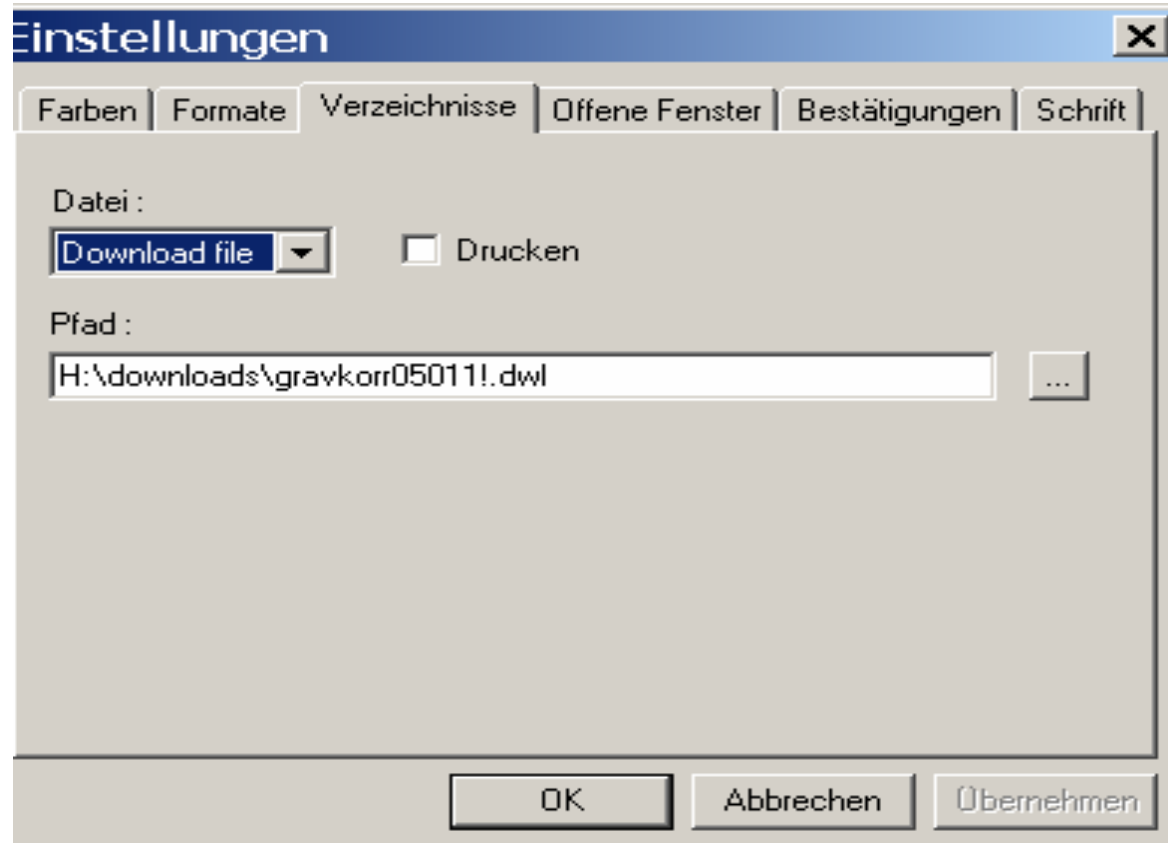 Einstellungen
Farben Formate Verzeichnisse Offene Fenster Bestätigungen Schrift
Datei :
Download file Drucken
Pfad :
H:\downloads\gravkorr05011!.dwl ...
OK Abbrechen Übernehmen